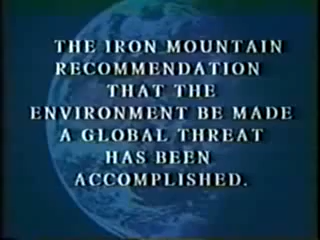 THE IRON MOUNTAIN
RECOMMENDATION
THAT THE
ENVIRONMENT BE MADE
A GLOBAL THREAT
HAS BEEN
ACCOMPLISHED.